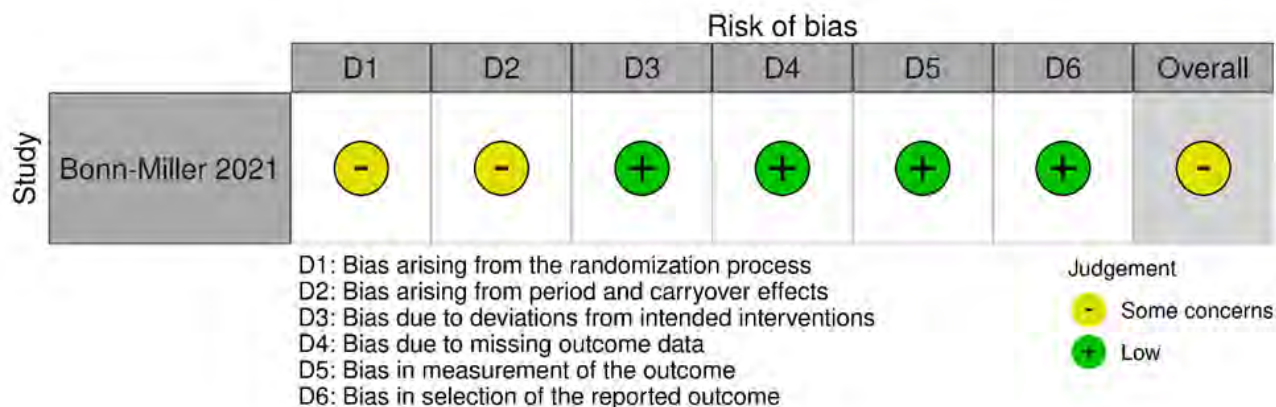 Risk of bias
D1 D2 D3 D4 D5 D6 Overall
Study
Bonn-Miller 2021 - - + + + + -
D1: Bias arising from the randomization process
D2: Bias arising from period and carryover effects
D3: Bias due to deviations from intended interventions
D4: Bias due to missing outcome data
D5: Bias in measurement of the outcome
D6: Bias in selection of the reported outcome
Judgement
- Some concerns
+ Low